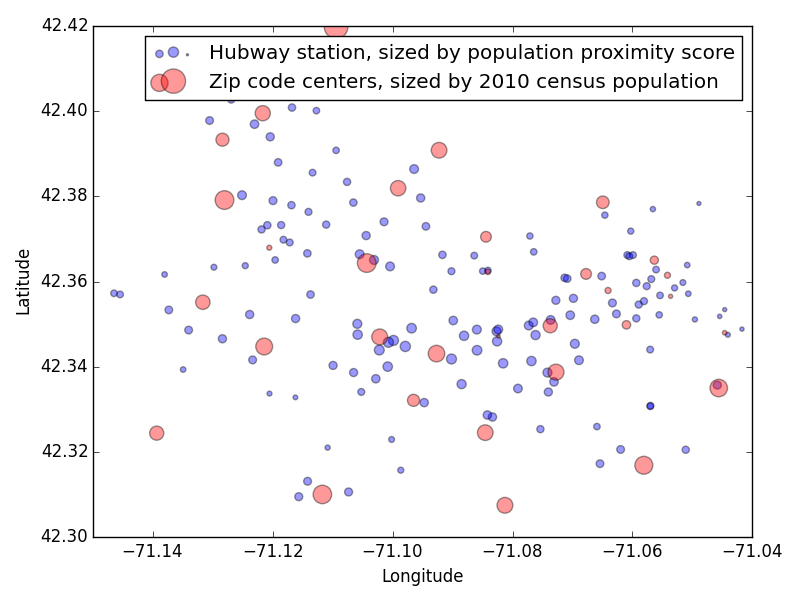 Hubway station, sized by population proximity score
Zip code centers, sized by 2010 census population
42.42
42.40
42.38
42.36
42.34
42.32
42.30
Latitude
−71.14 −71.12 −71.10 −71.08 −71.06 −71.04
Longitude